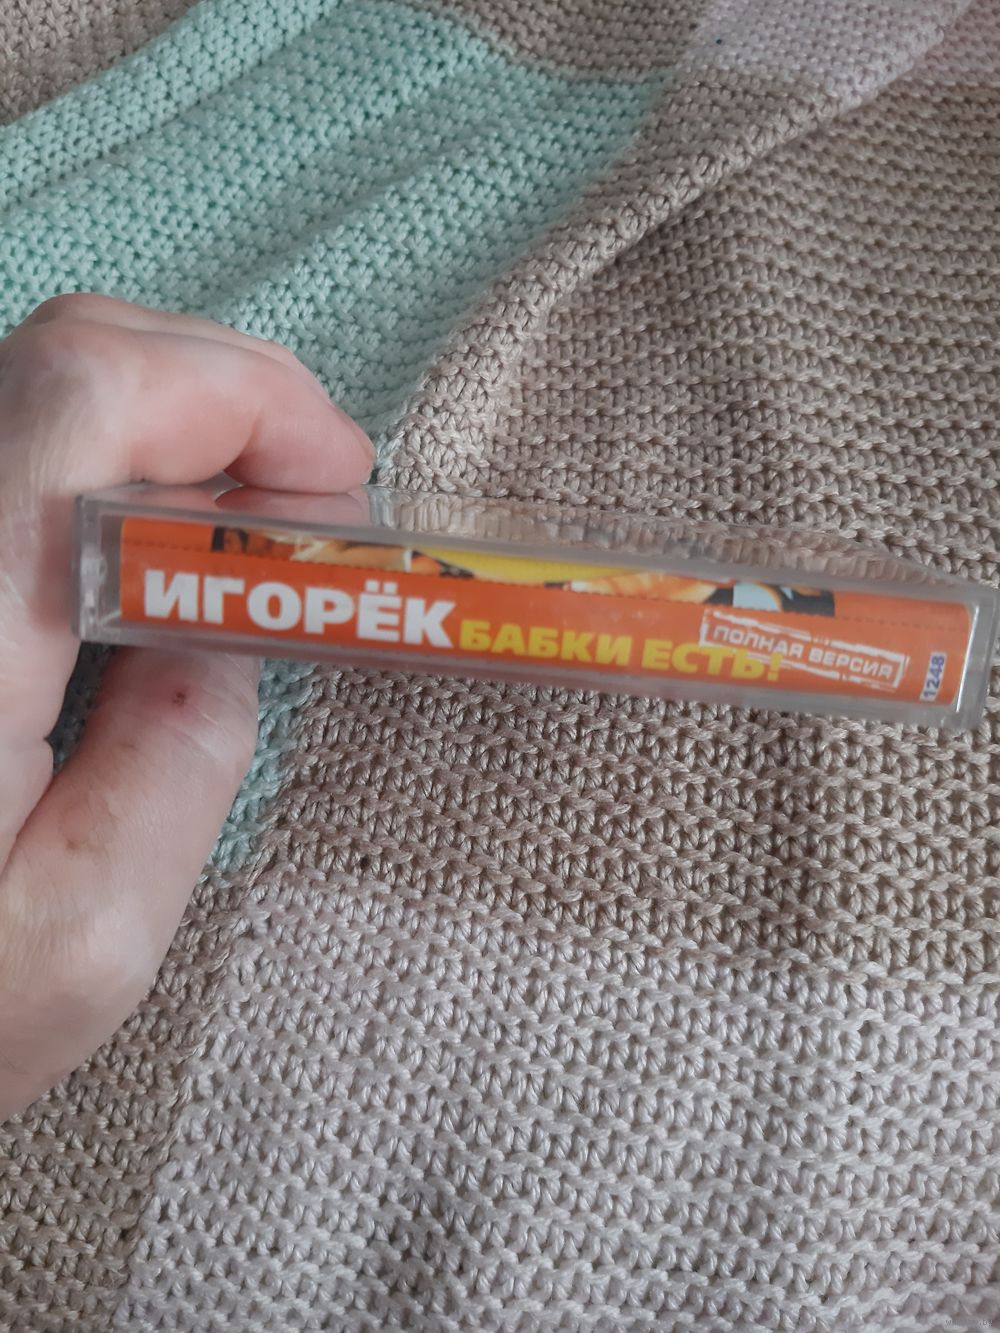 ИГОРЁК БАБКИ ЕСТЬ!
ПОЛНАЯ ВЕРСИЯ
1248